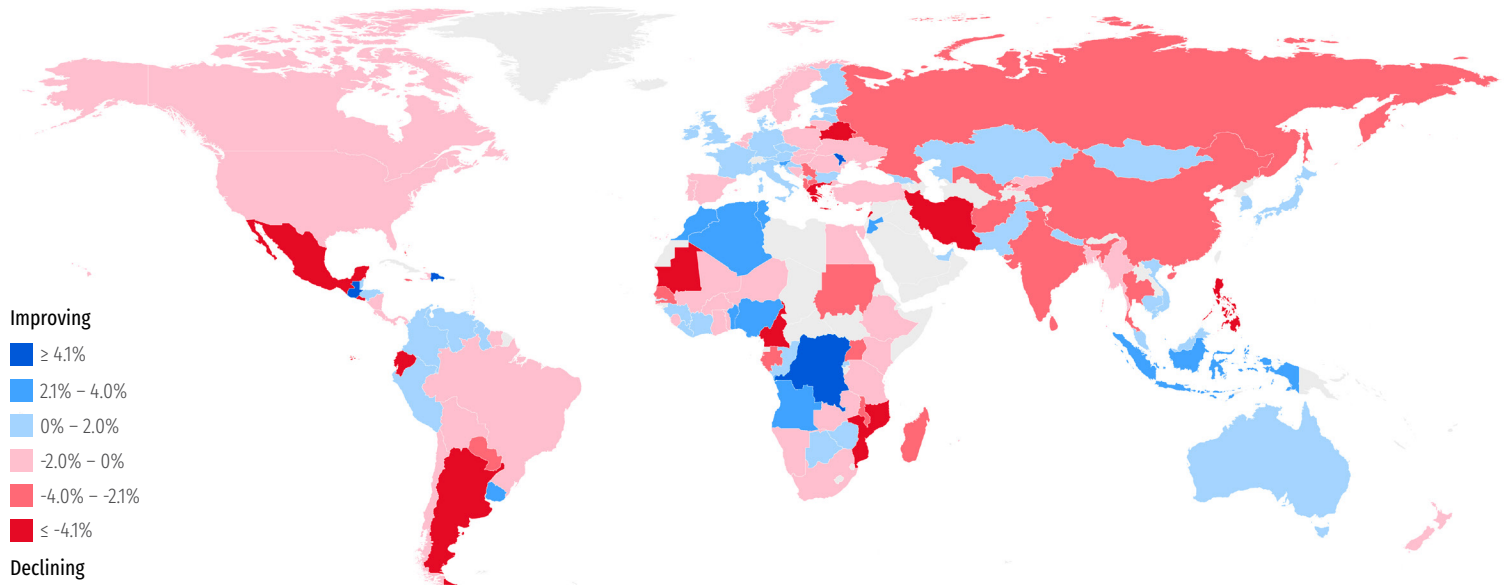 Improving
≥ 4.1%
2.1% – 4.0%
0% – 2.0%
-2.0% – 0%
-4.0% – -2.1%
≤ -4.1%
Declining